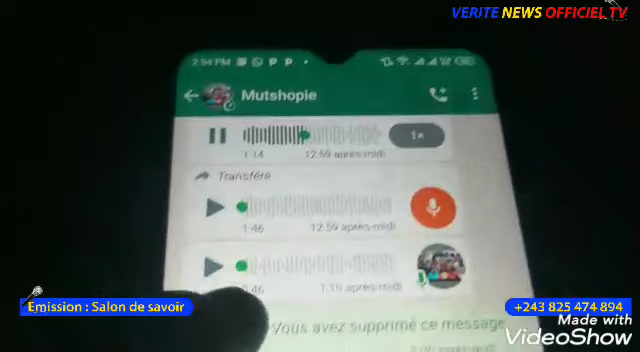 VERITE NEWS OFFICIEL TV
2:54 PM
Mutshopie
1×
1:14 12:59 après-midi
Transféré
1:46 12:59 après-midi
0:46 1:15 après-midi
Emission : Salon de savoir
+243 825 474 894
Vous avez supprimé ce message
Made with
VideoShow